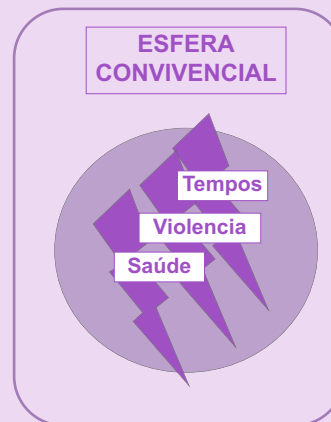 ESFERA
CONVIVENCIAL
Tempos
Violencia
Saúde